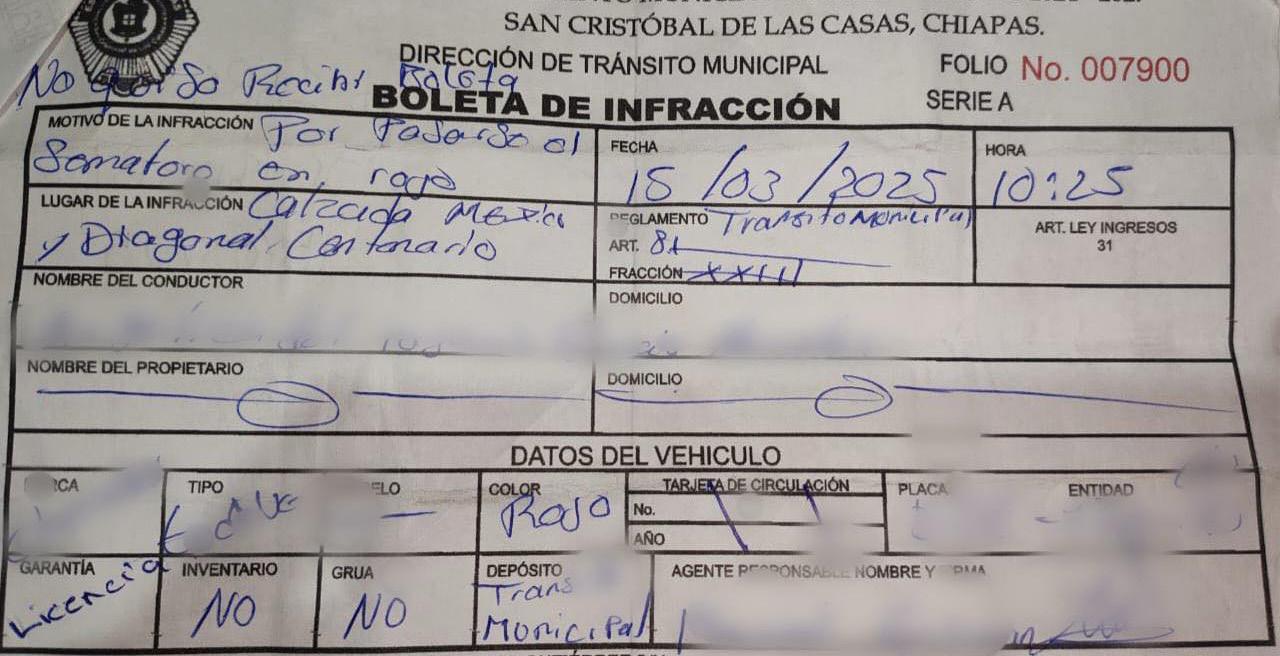 SAN CRISTÓBAL DE LAS CASAS, CHIAPAS.
DIRECCIÓN DE TRÁNSITO MUNICIPAL
FOLIO No. 007900
No quiso Recibir Boleta
BOLETA DE INFRACCIÓN
SERIE A
MOTIVO DE LA INFRACCIÓN Por Pasarse el
Semaforo en rojo
FECHA
15/03/2025
HORA
10:25
LUGAR DE LA INFRACCIÓN Calzada Mexico
y Diagonal Centenario
REGLAMENTO Transito Monicipal
ART. 81
FRACCIÓN XXIII
ART. LEY INGRESOS
31
NOMBRE DEL CONDUCTOR
DOMICILIO
NOMBRE DEL PROPIETARIO
DOMICILIO
DATOS DEL VEHICULO
TIPO
COLOR
Rojo
TARJETA DE CIRCULACIÓN
No.
AÑO
PLACA
ENTIDAD
GARANTÍA
Licencia
INVENTARIO
NO
GRUA
NO
DEPÓSITO
Trans
Monicipal
AGENTE RESPONSABLE NOMBRE Y FIRMA